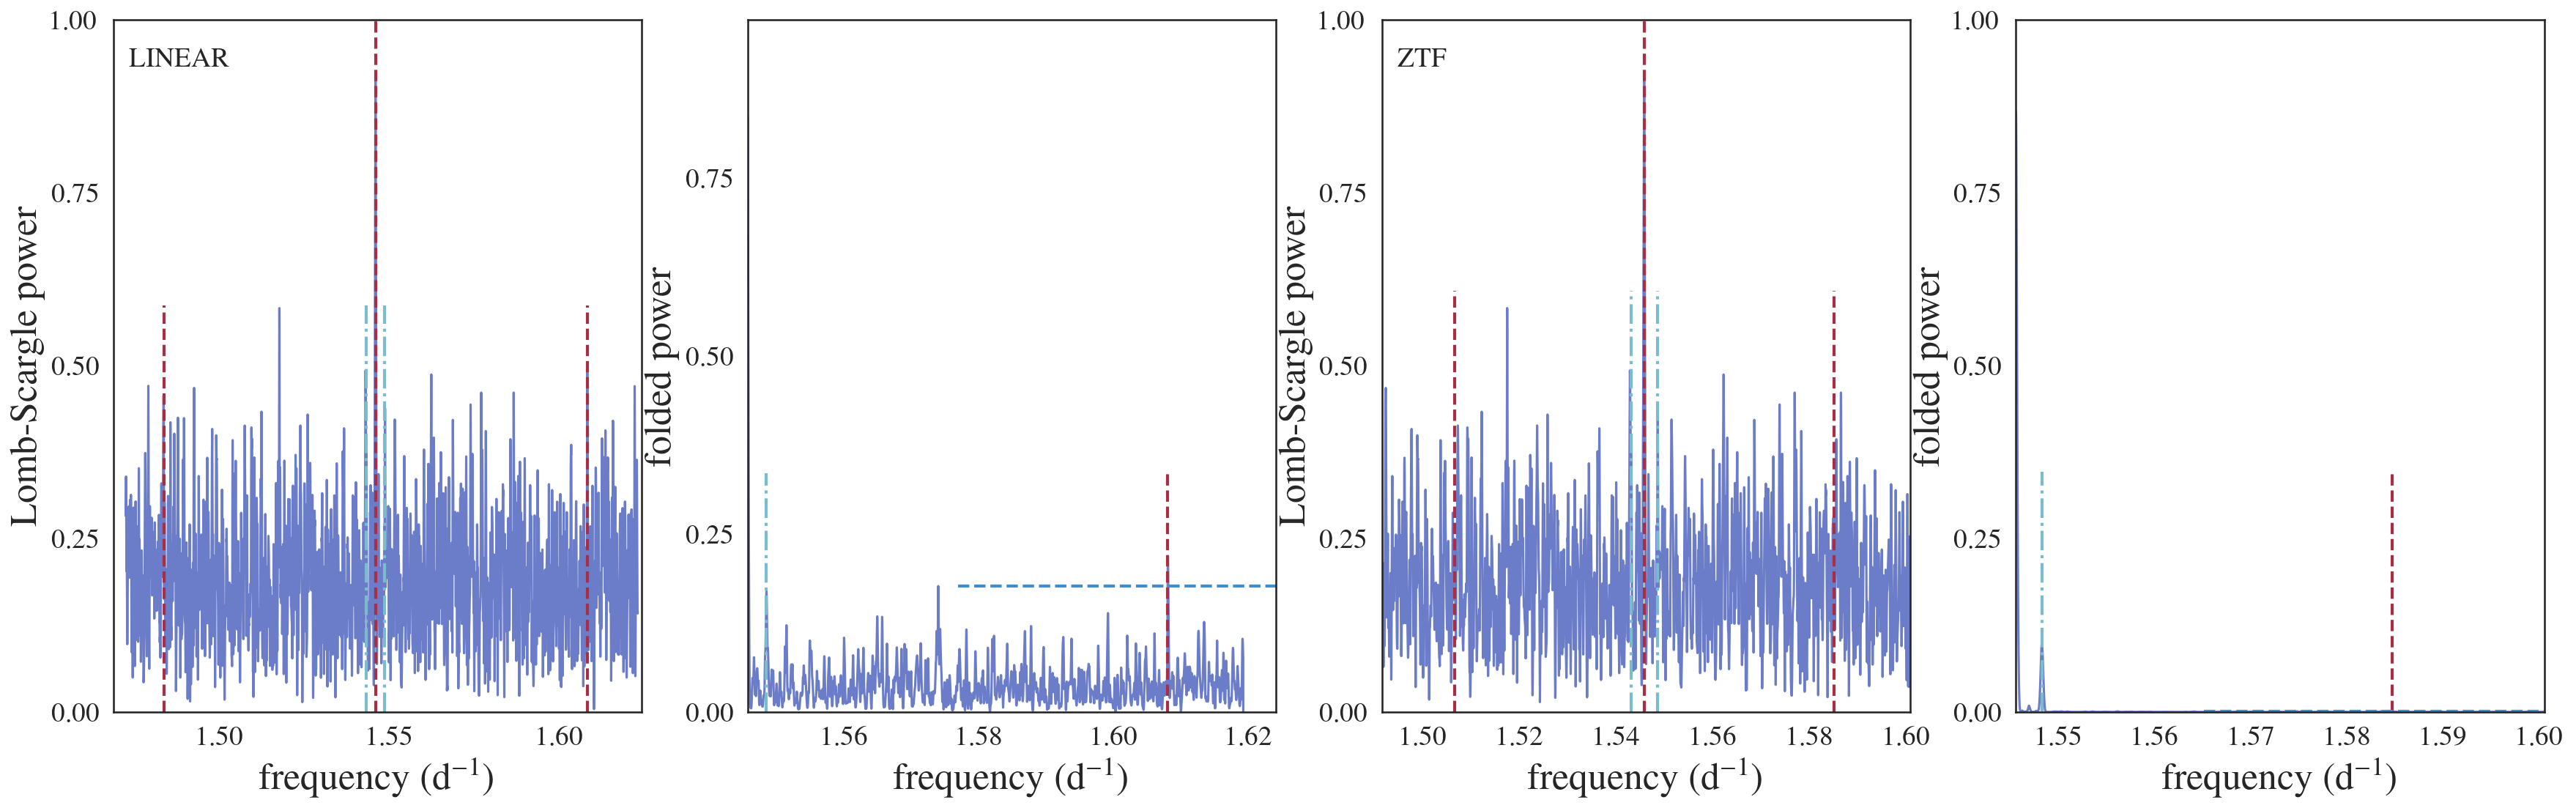 Lomb-Scargle power
1.00
0.75
0.50
0.25
0.00
LINEAR
1.50 1.55 1.60
frequency (d⁻¹)
folded power
0.75
0.50
0.25
0.00
1.56 1.58 1.60 1.62
frequency (d⁻¹)
Lomb-Scargle power
1.00
0.75
0.50
0.25
0.00
ZTF
1.50 1.52 1.54 1.56 1.58 1.60
frequency (d⁻¹)
folded power
1.00
0.75
0.50
0.25
0.00
1.55 1.56 1.57 1.58 1.59 1.60
frequency (d⁻¹)